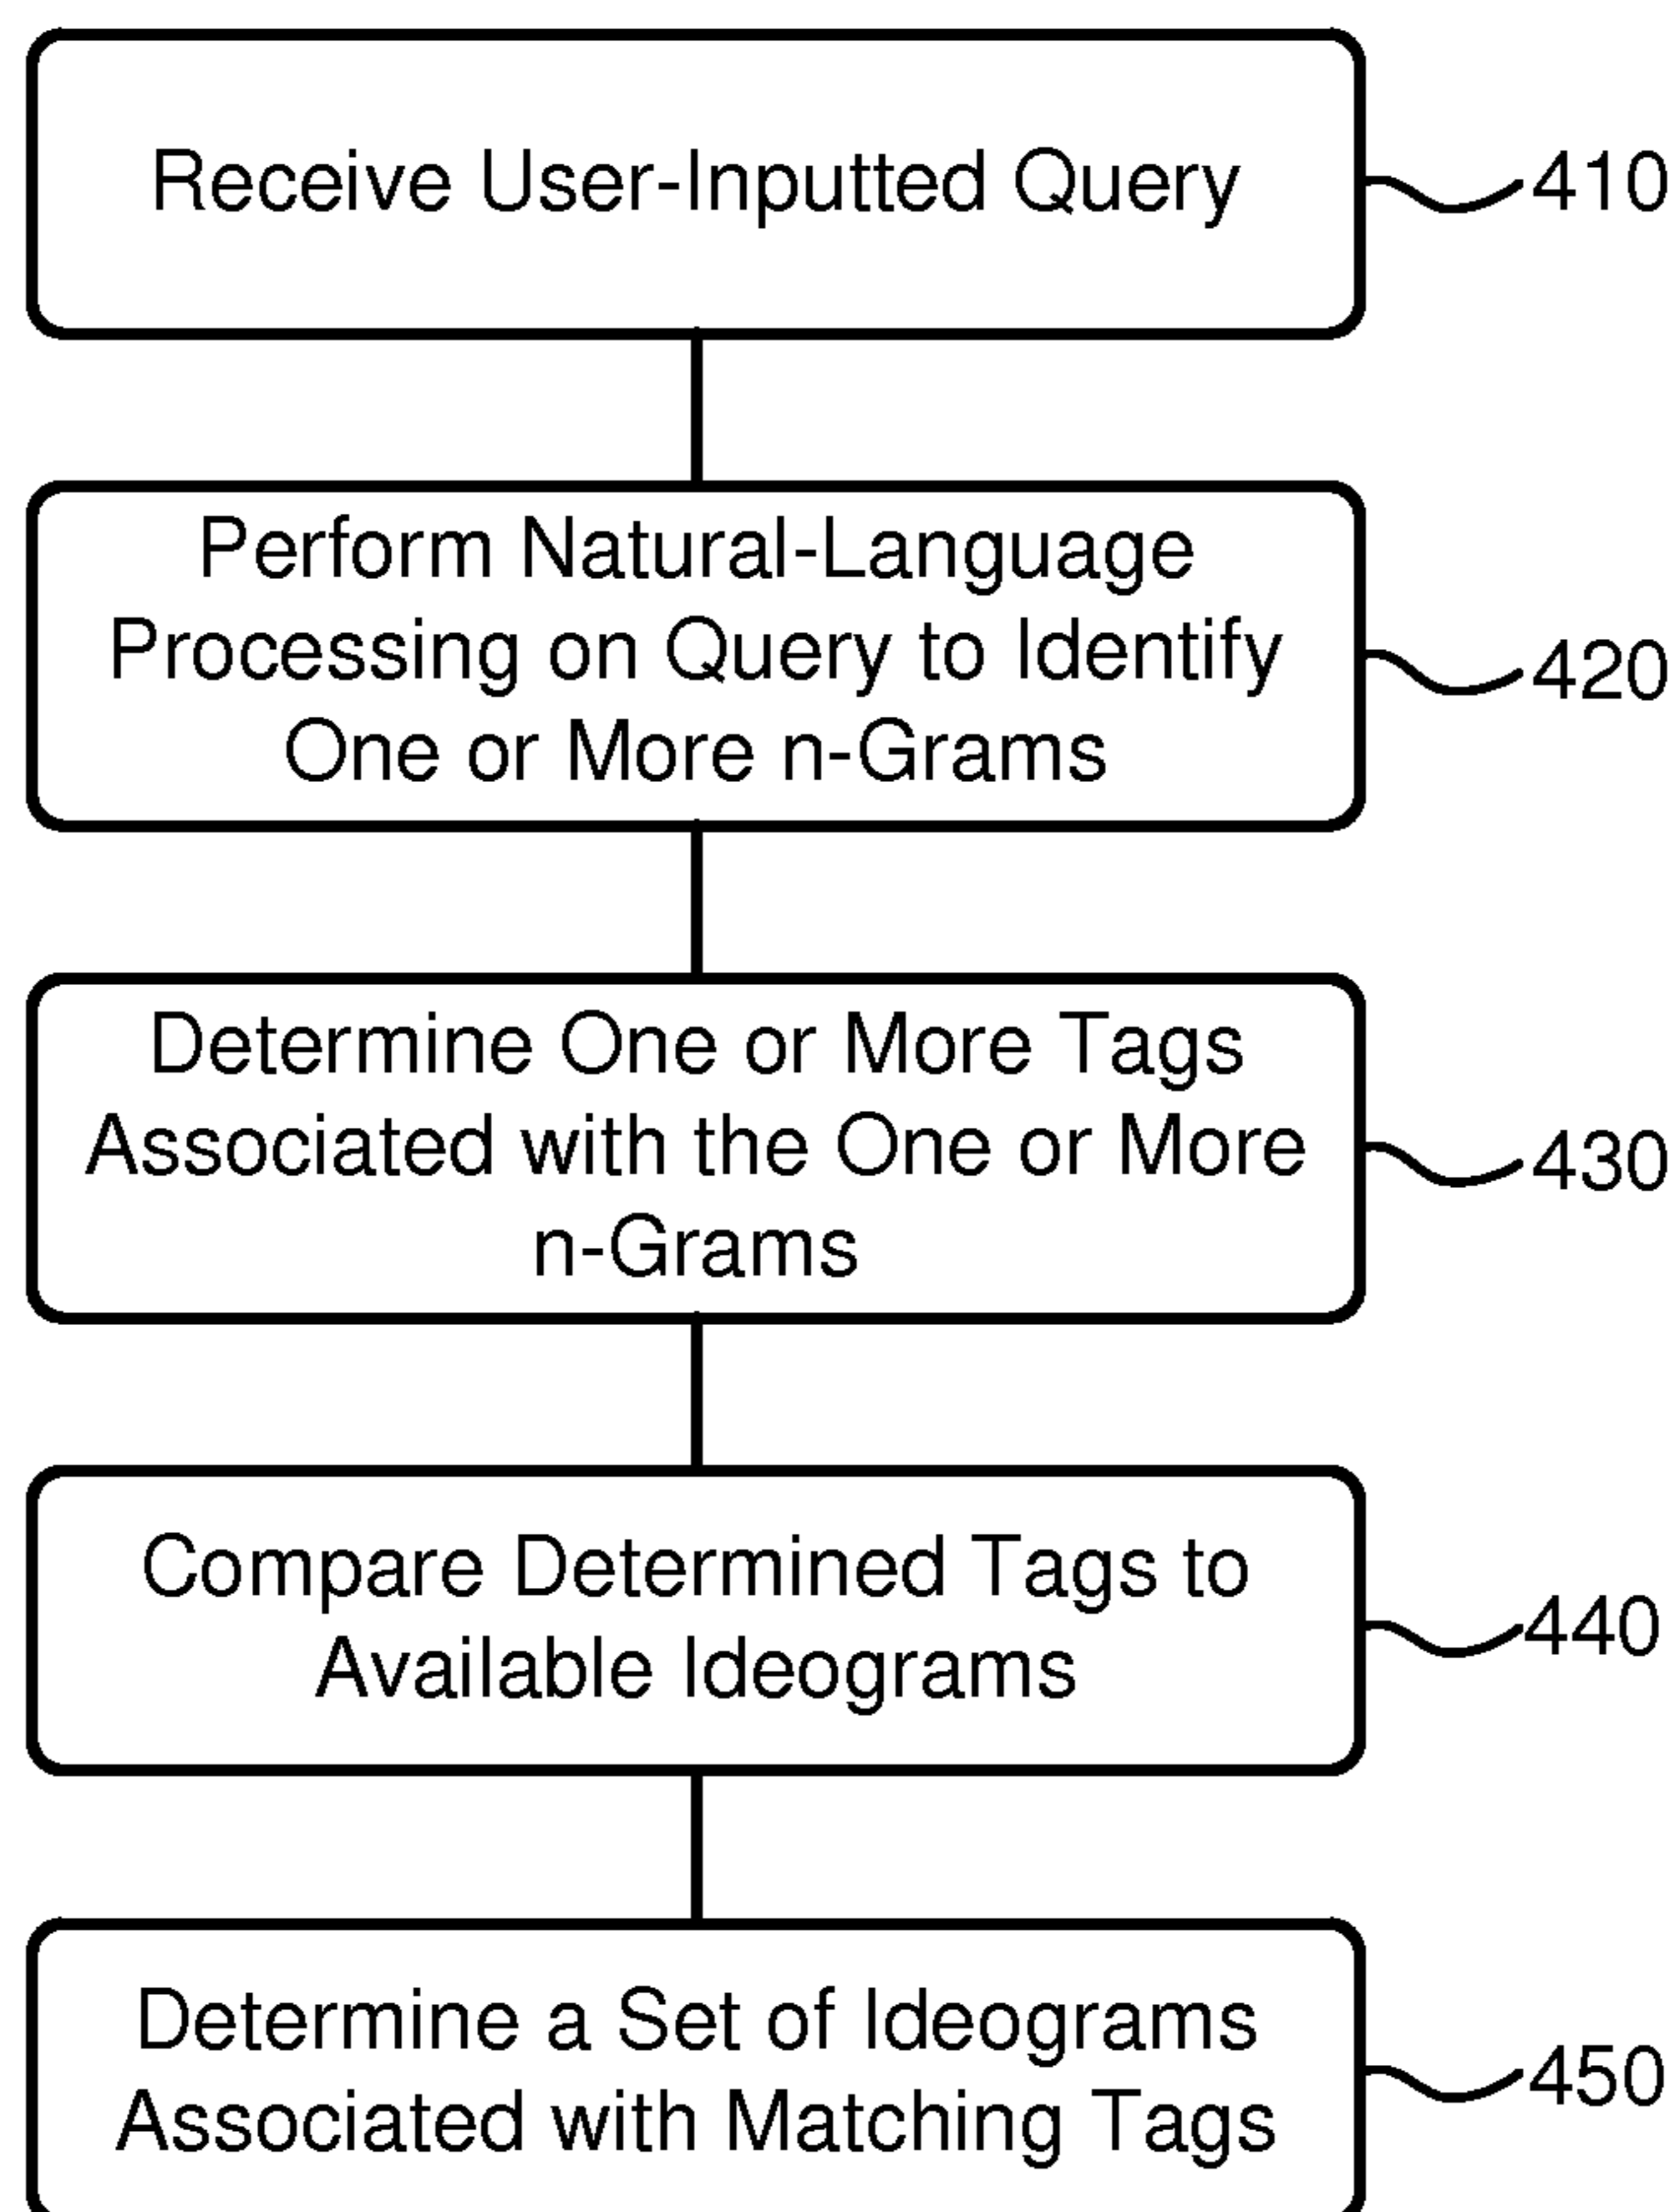 Receive User-Inputted Query
410
Perform Natural-Language
Processing on Query to Identify
One or More n-Grams
420
Determine One or More Tags
Associated with the One or More
n-Grams
430
Compare Determined Tags to
Available Ideograms
440
Determine a Set of Ideograms
Associated with Matching Tags
450